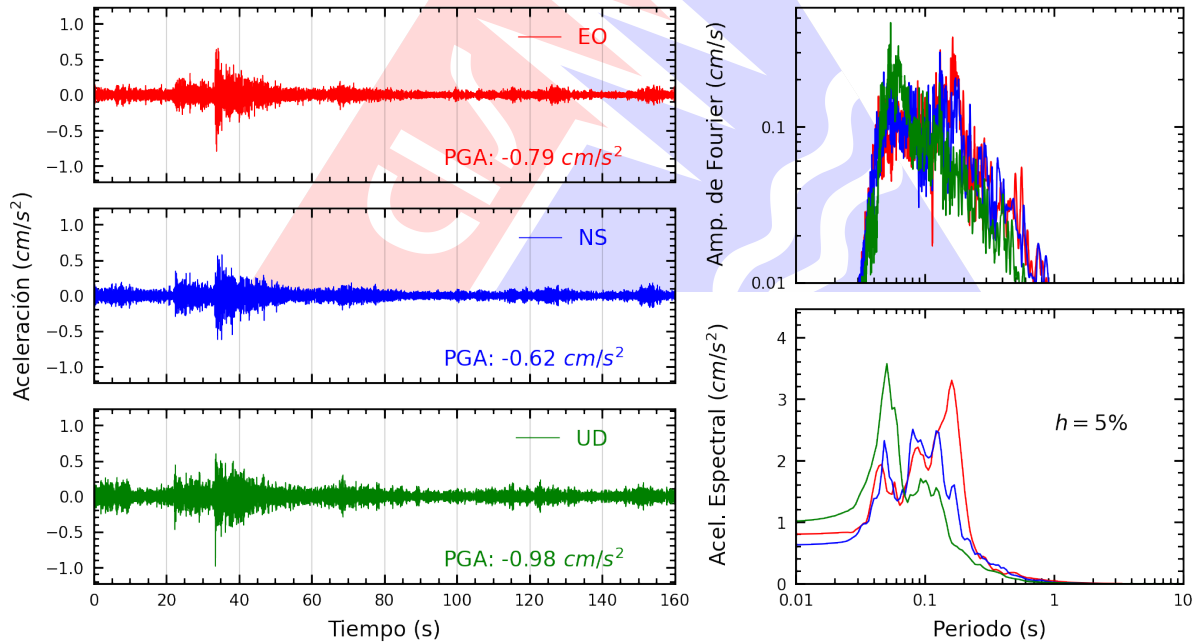 Aceleración (cm/s²)
1.0
0.5
0.0
−0.5
−1.0
EO
PGA: -0.79 cm/s²
1.0
0.5
0.0
−0.5
−1.0
NS
PGA: -0.62 cm/s²
1.0
0.5
0.0
−0.5
−1.0
UD
PGA: -0.98 cm/s²
0 20 40 60 80 100 120 140 160
Tiempo (s)
Amp. de Fourier (cm/s)
0.1
0.01
Acel. Espectral (cm/s²)
4
3
2
1
0
h = 5%
0.01 0.1 1 10
Periodo (s)
CIS